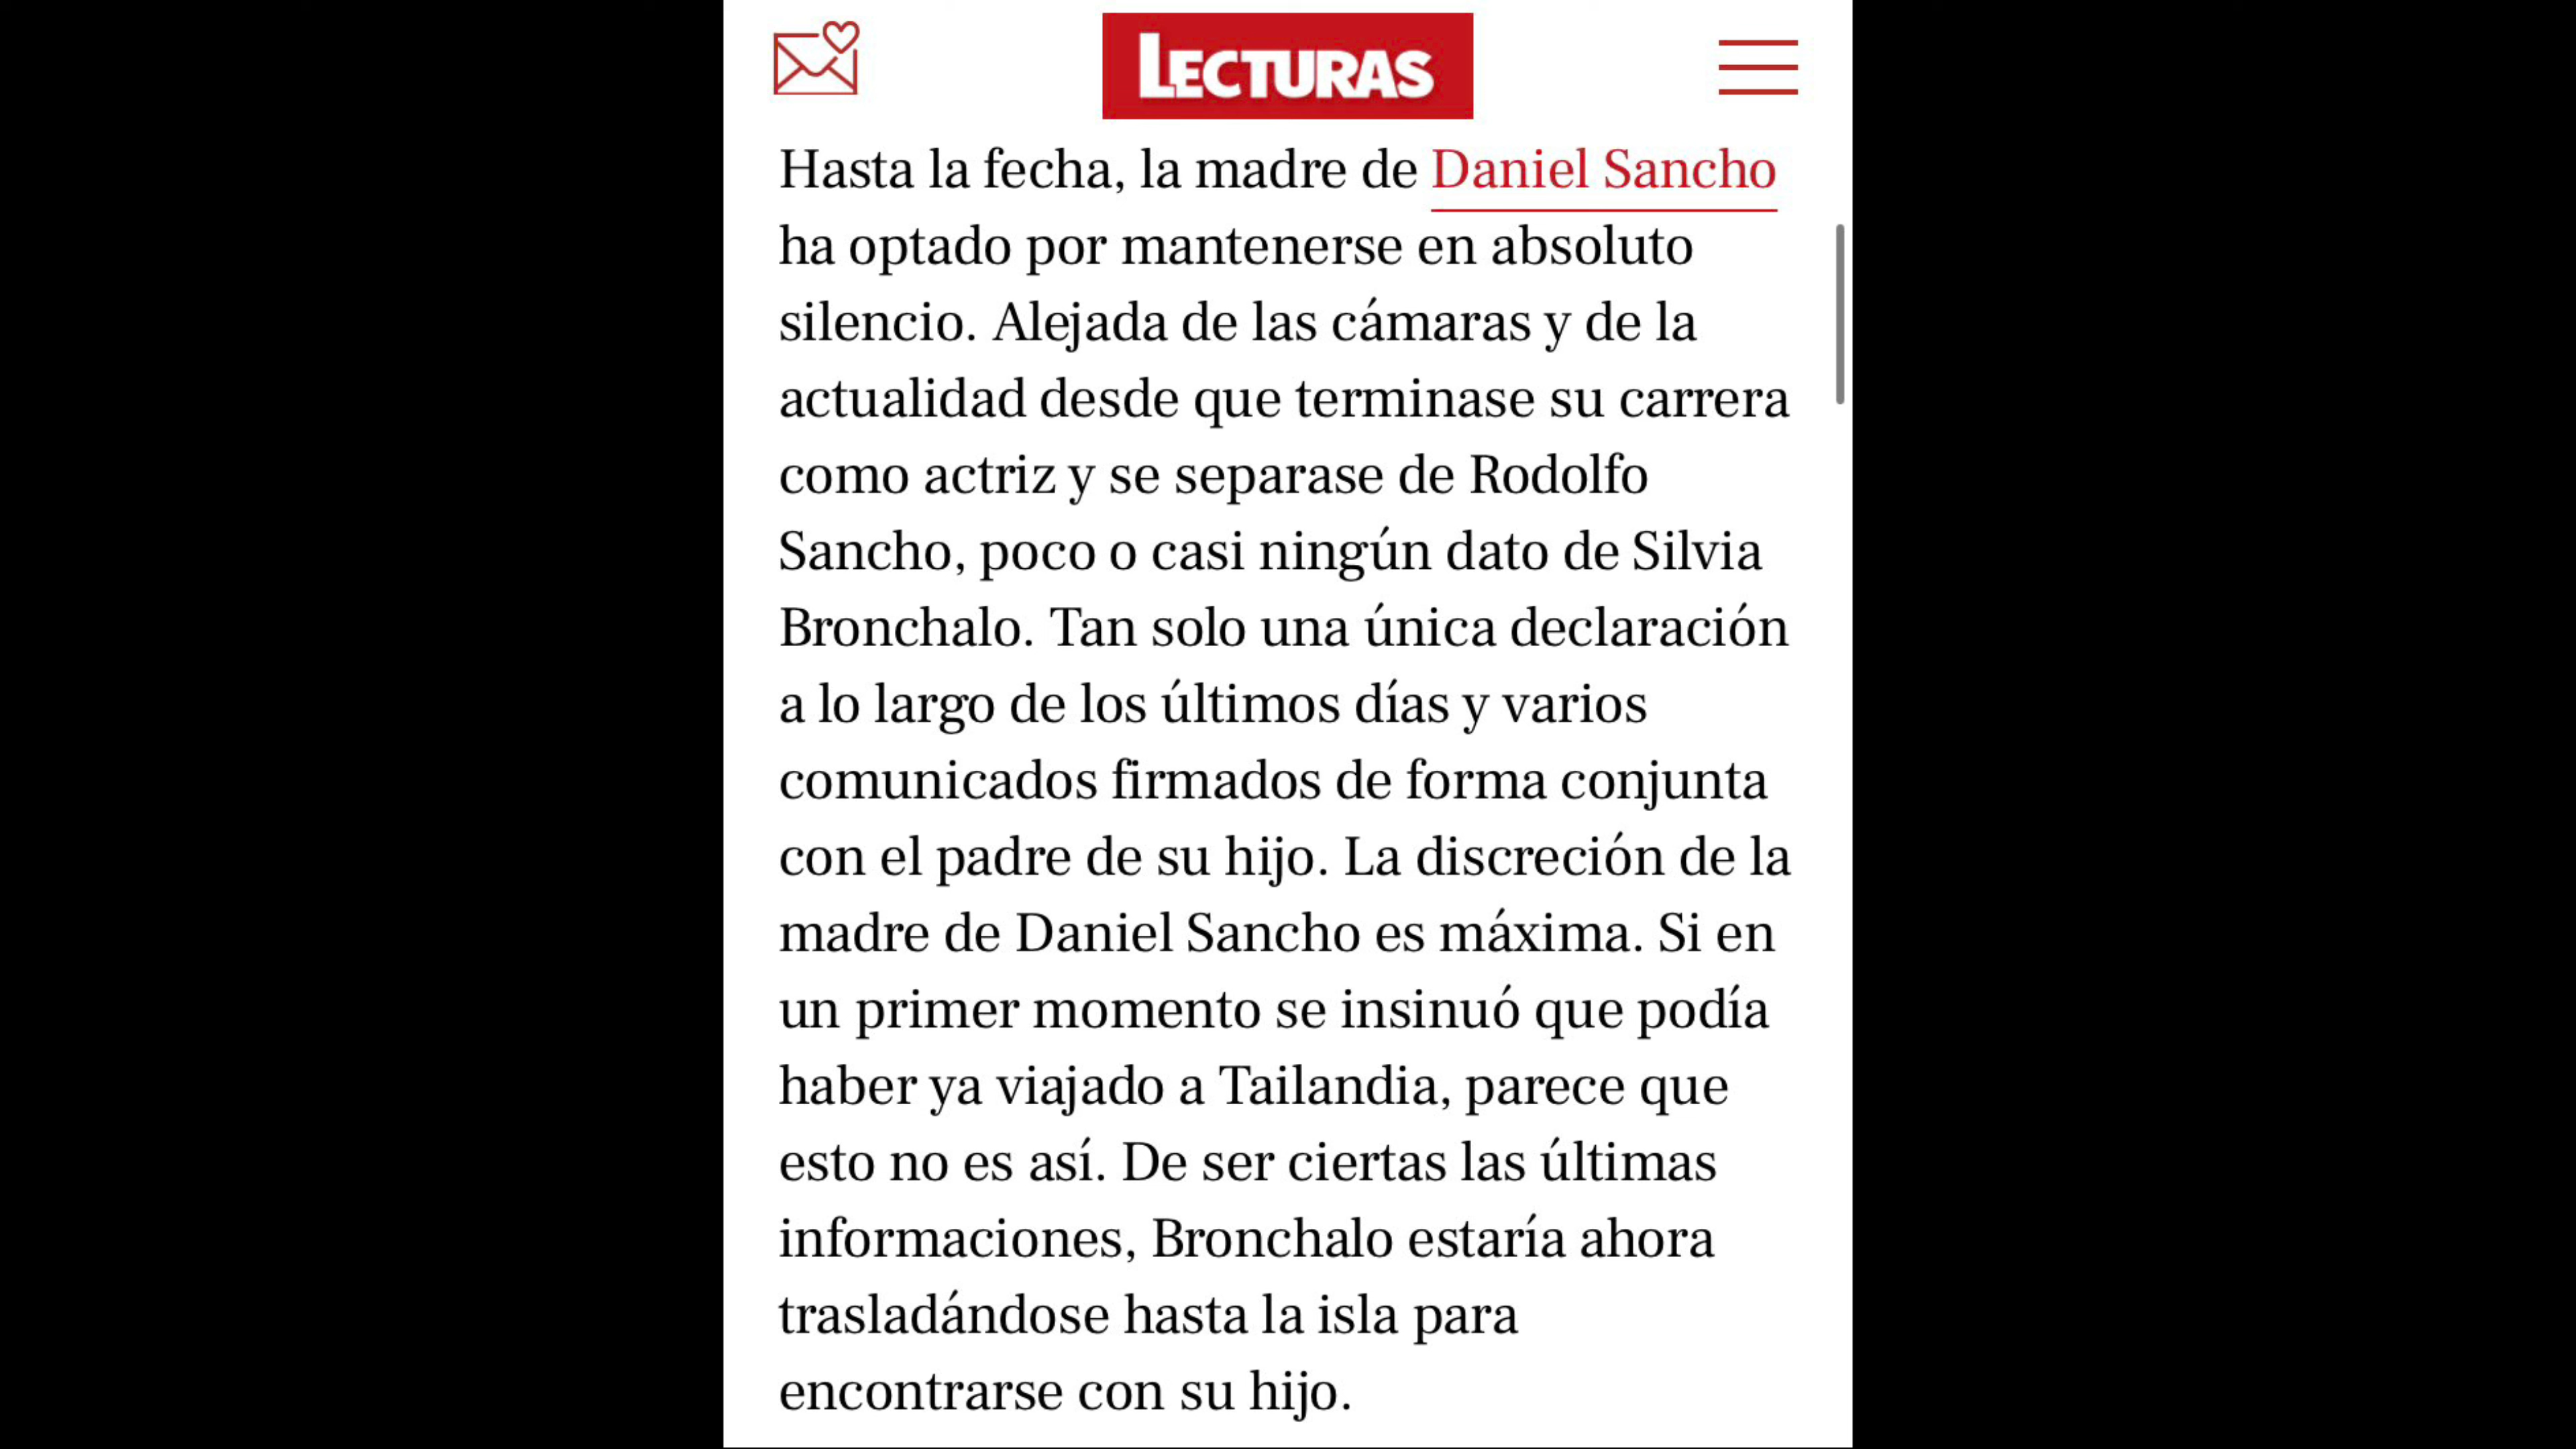 LECTURAS
Hasta la fecha, la madre de Daniel Sancho
ha optado por mantenerse en absoluto
silencio. Alejada de las cámaras y de la
actualidad desde que terminase su carrera
como actriz y se separase de Rodolfo
Sancho, poco o casi ningún dato de Silvia
Bronchalo. Tan solo una única declaración
a lo largo de los últimos días y varios
comunicados firmados de forma conjunta
con el padre de su hijo. La discreción de la
madre de Daniel Sancho es máxima. Si en
un primer momento se insinuó que podía
haber ya viajado a Tailandia, parece que
esto no es así. De ser ciertas las últimas
informaciones, Bronchalo estaría ahora
trasladándose hasta la isla para
encontrarse con su hijo.